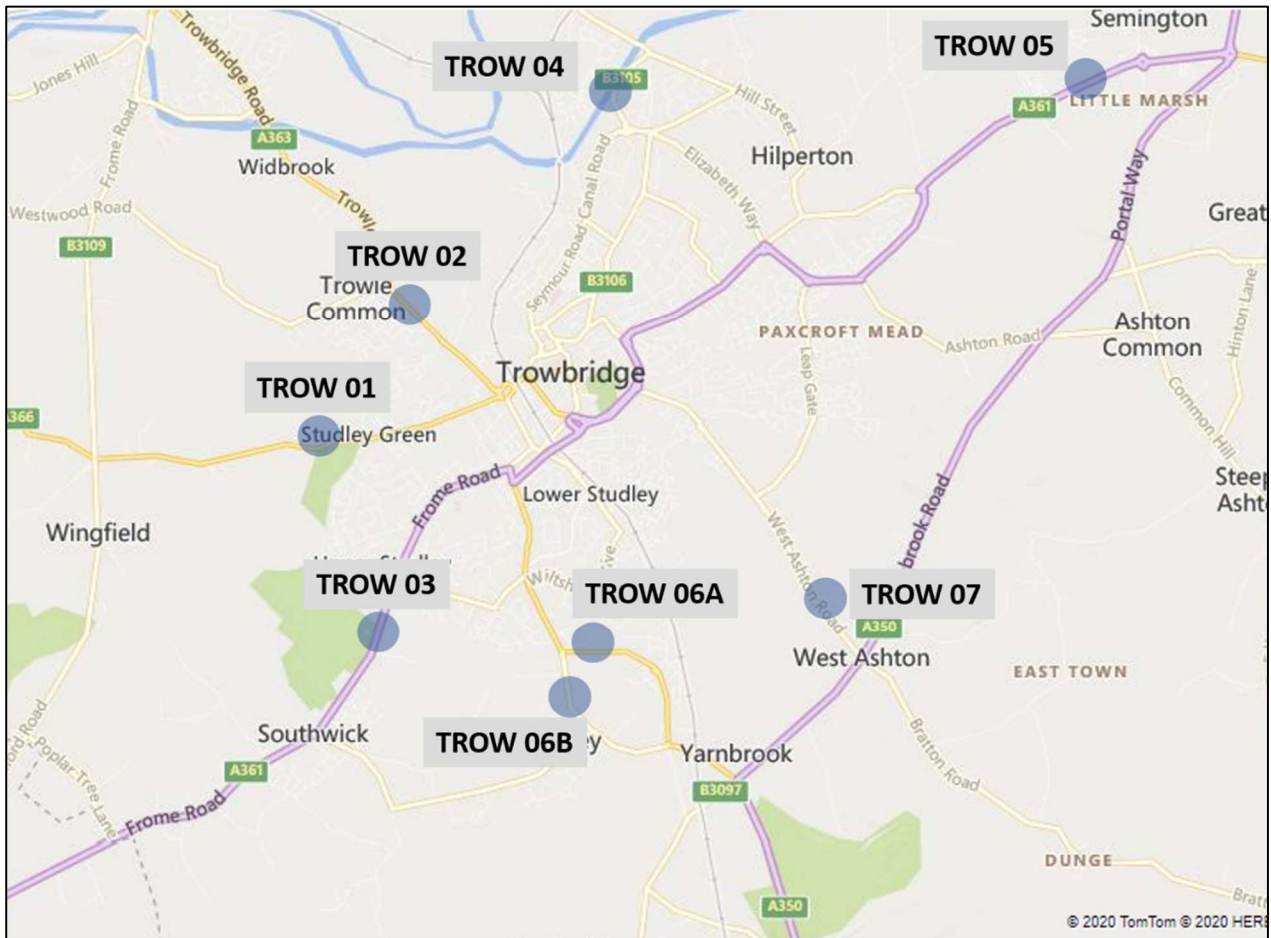 Semington
TROW 05
TROW 04
Trowbridge Road
Jones Hill
B3105
LITTLE MARSH
A361
Hill Street
Frome Road
A363
Widbrook
Hilperton
Elizabeth Way
Seymour Road Canal Road
Portal Way
Westwood Road
Great
B3109
TROW 02
Trowle
Common
B3106
Hinton Lane
PAXCROFT MEAD
Ashton Road
Ashton
Common
Leap Gate
Trowbridge
TROW 01
A366
Studley Green
Common Hill
Frome Road
Lower Studley
Steep
Wingfield
West Ashton Road
brook Road
TROW 03
TROW 06A
TROW 07
A350
West Ashton
EAST TOWN
Southwick
TROW 06B
Yarnbrook
Poplar Tree Lane
A361
Bratton Road
B3097
Frome Road
DUNGE
A350
© 2020 TomTom © 2020 HERE